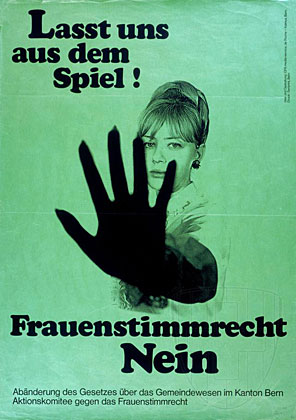 Lasst uns
aus dem
Spiel!
Frauenstimmrecht
Nein
Abänderung des Gesetzes über das Gemeindewesen im Kanton Bern
Aktionskomitee gegen das Frauenstimmrecht